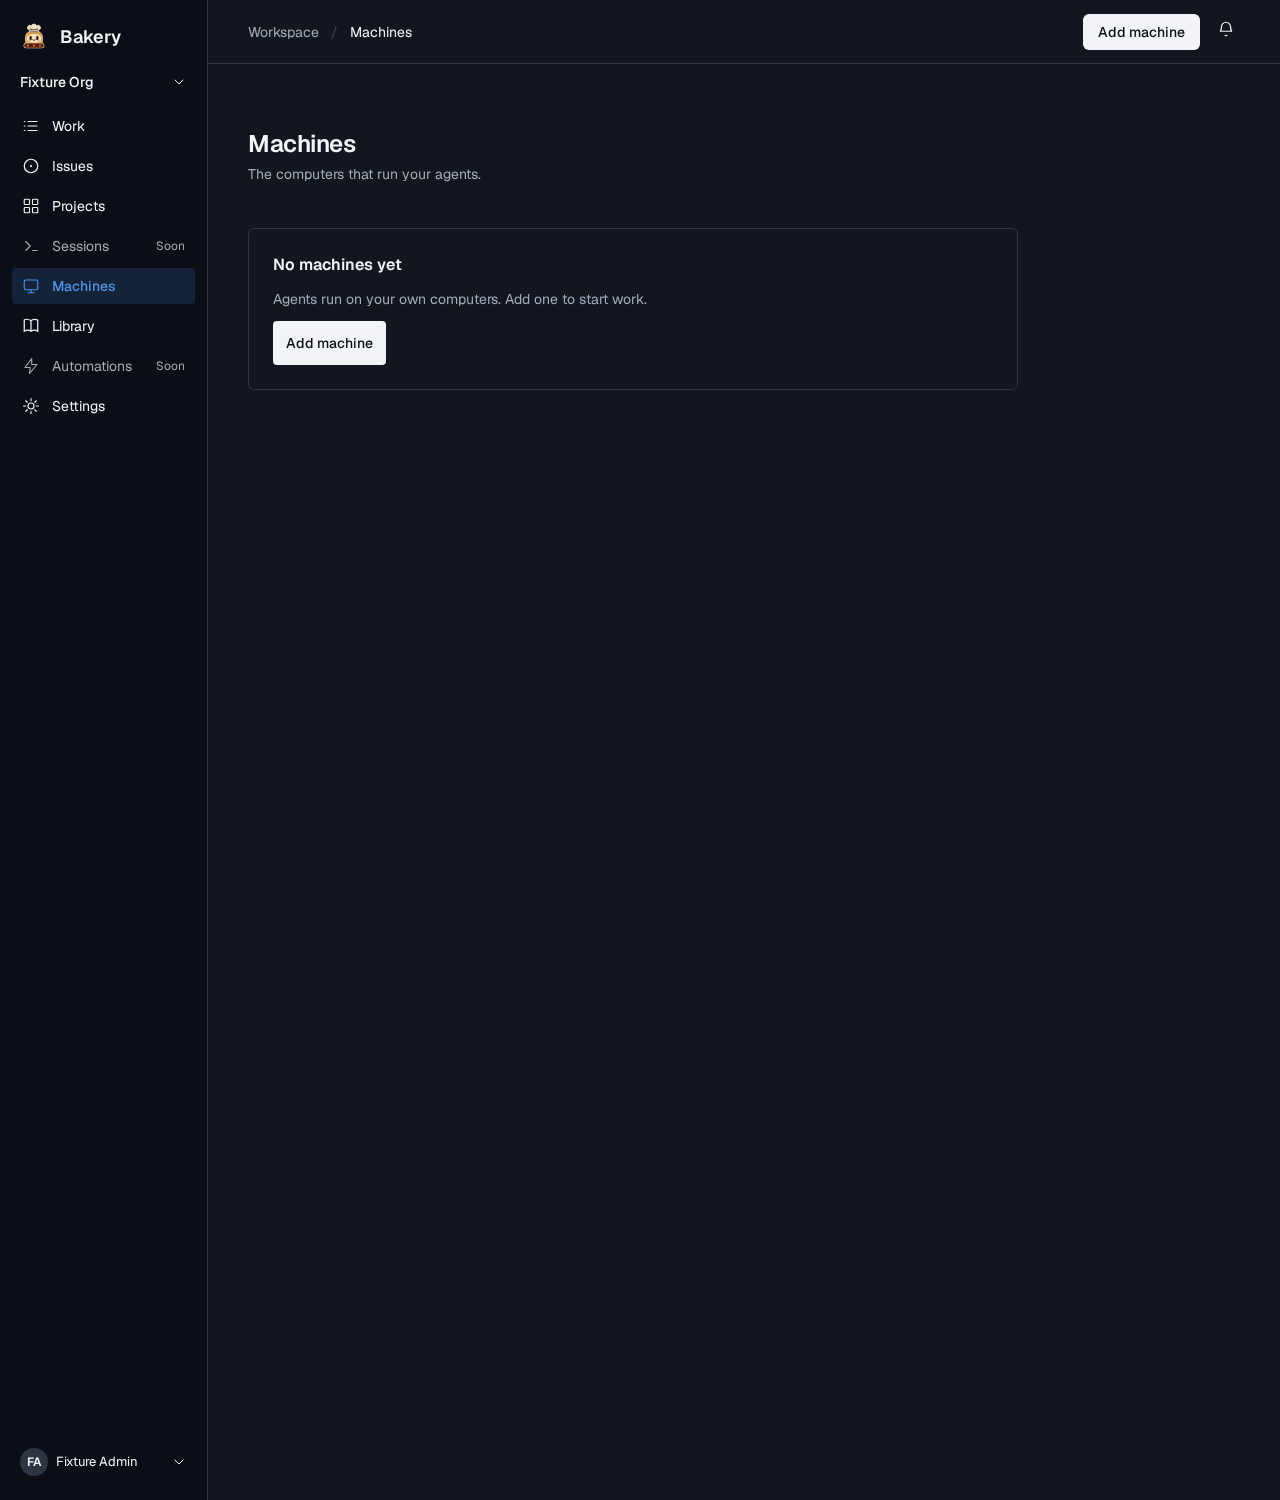 Bakery
Fixture Org
Work
Issues
Projects
Sessions Soon
Machines
Library
Automations Soon
Settings
FA Fixture Admin
Workspace / Machines
Add machine
Machines
The computers that run your agents.
No machines yet
Agents run on your own computers. Add one to start work.
Add machine